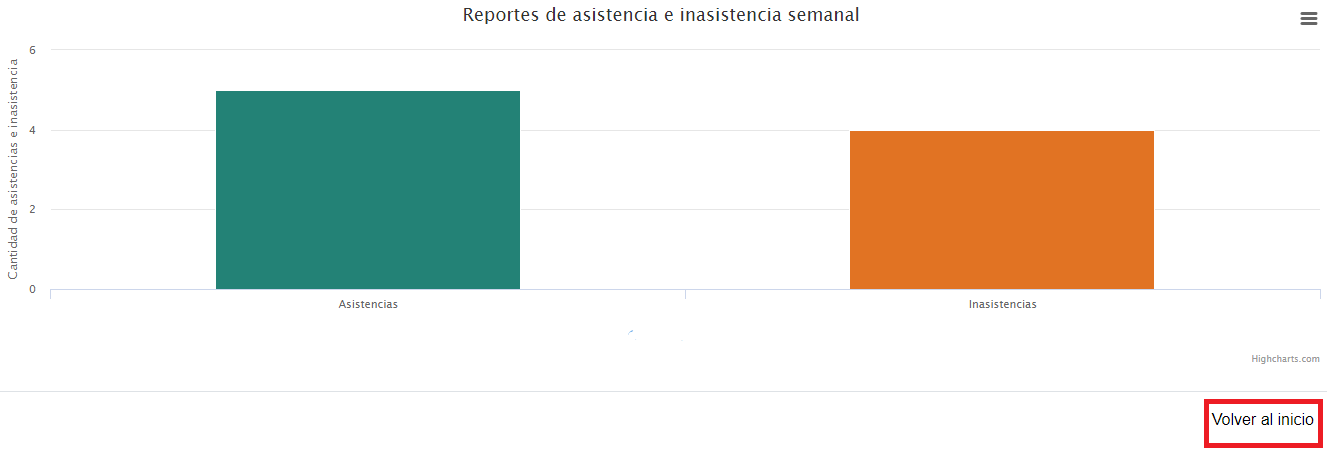 Reportes de asistencia e inasistencia semanal
Cantidad de asistencias e inasistencia
6
4
2
0
Asistencias
Inasistencias
Highcharts.com
Volver al inicio